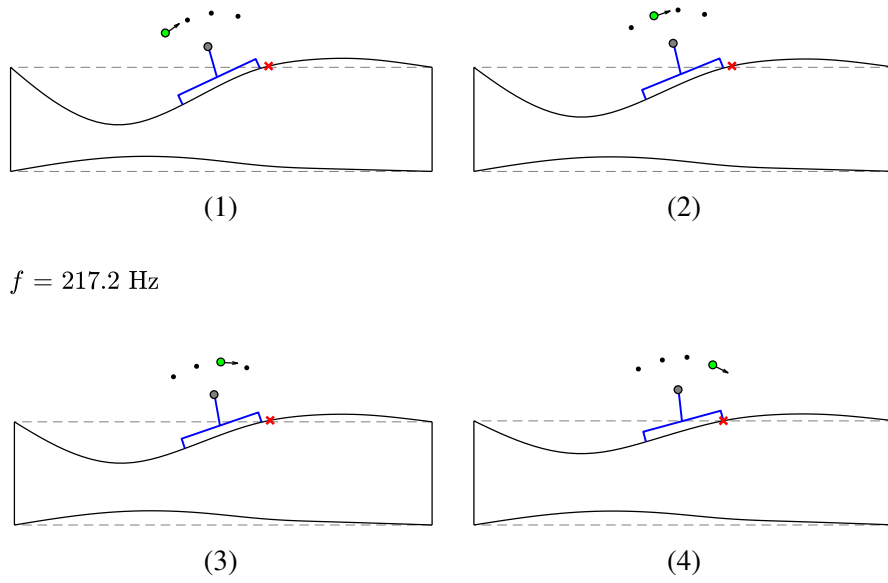 (1)
(2)
f = 217.2 Hz
(3)
(4)